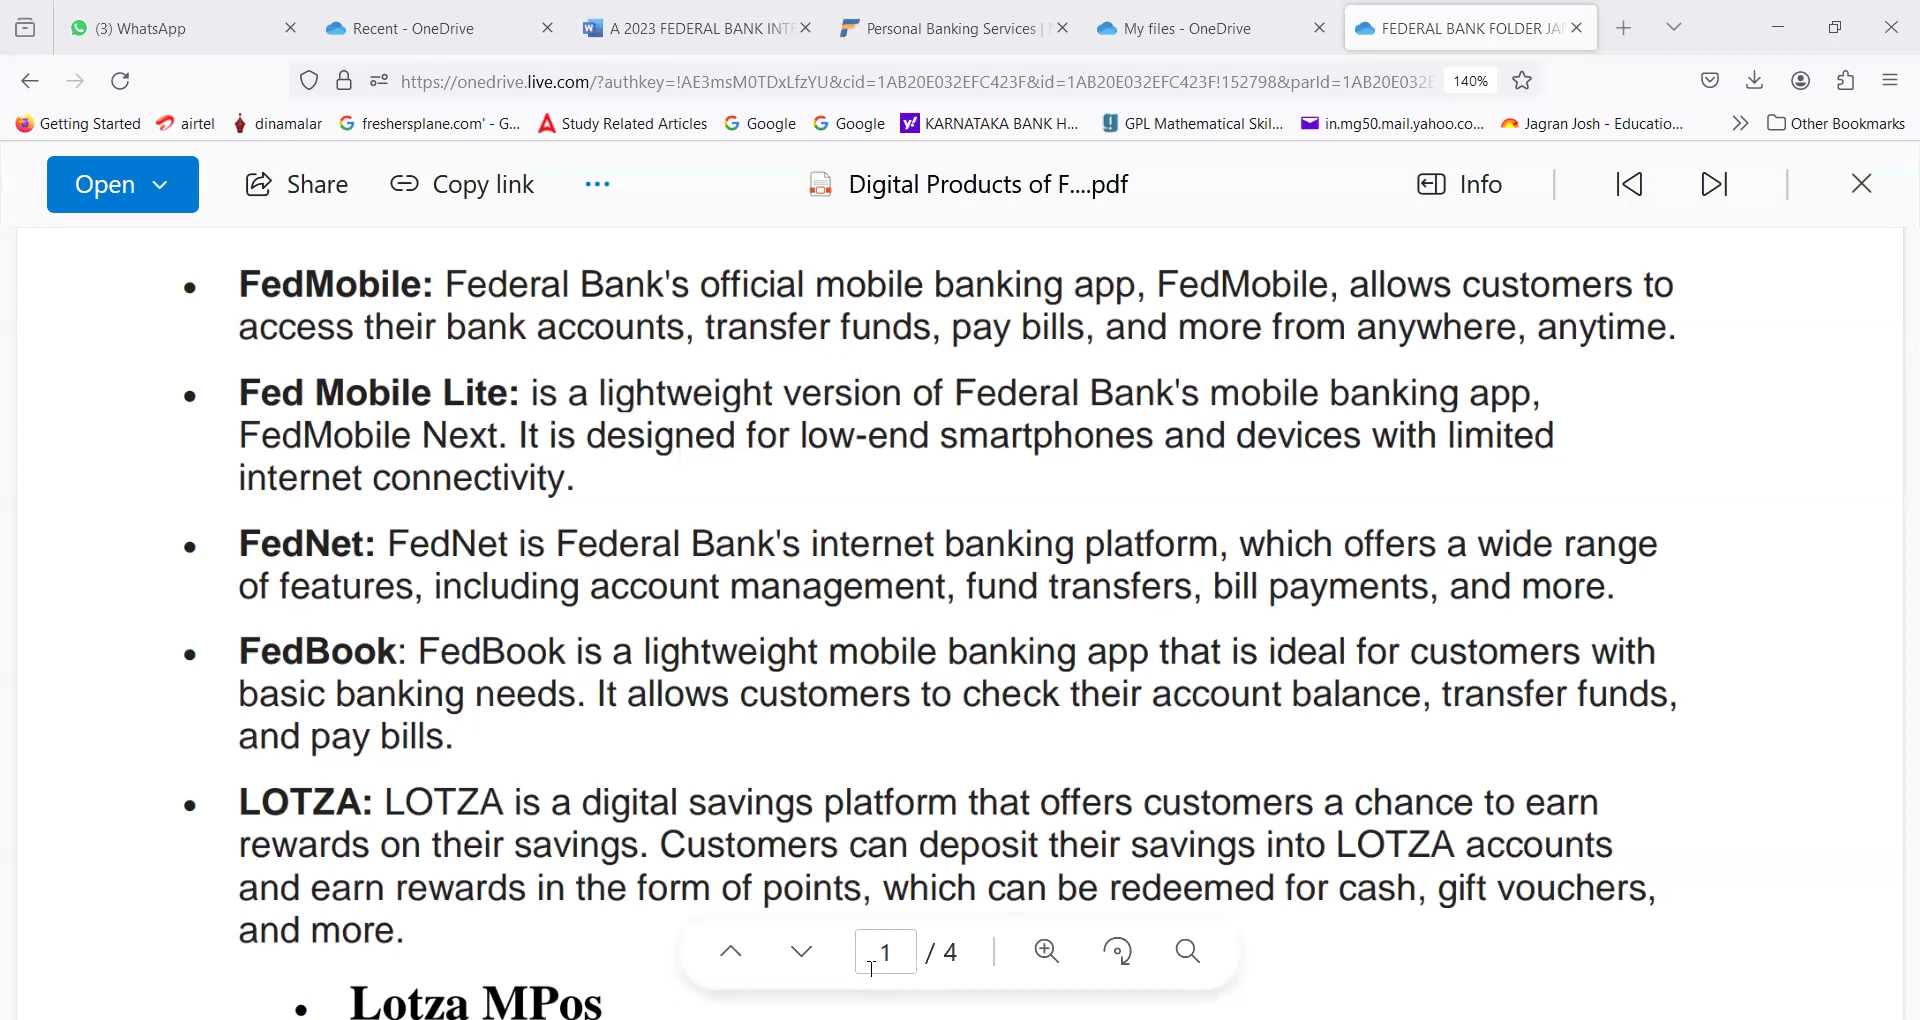 (3) WhatsApp
Recent - OneDrive
A 2023 FEDERAL BANK INTE
Personal Banking Services |
My files - OneDrive
FEDERAL BANK FOLDER JA
https://onedrive.live.com/?authkey=!AE3msM0TDxLfzYU&cid=1AB20E032EFC423F&id=1AB20E032EFC423F!152798&parId=1AB20E032E
140%
Getting Started
airtel
dinamalar
freshersplane.com' - G...
Study Related Articles
Google
Google
KARNATAKA BANK H...
GPL Mathematical Skil...
in.mg50.mail.yahoo.co...
Jagran Josh - Educatio...
Other Bookmarks
Open
Share
Copy link
Digital Products of F....pdf
Info
• FedMobile: Federal Bank's official mobile banking app, FedMobile, allows customers to
access their bank accounts, transfer funds, pay bills, and more from anywhere, anytime.
• Fed Mobile Lite: is a lightweight version of Federal Bank's mobile banking app,
FedMobile Next. It is designed for low-end smartphones and devices with limited
internet connectivity.
• FedNet: FedNet is Federal Bank's internet banking platform, which offers a wide range
of features, including account management, fund transfers, bill payments, and more.
• FedBook: FedBook is a lightweight mobile banking app that is ideal for customers with
basic banking needs. It allows customers to check their account balance, transfer funds,
and pay bills.
• LOTZA: LOTZA is a digital savings platform that offers customers a chance to earn
rewards on their savings. Customers can deposit their savings into LOTZA accounts
and earn rewards in the form of points, which can be redeemed for cash, gift vouchers,
and more.
1 / 4
• Lotza MPos